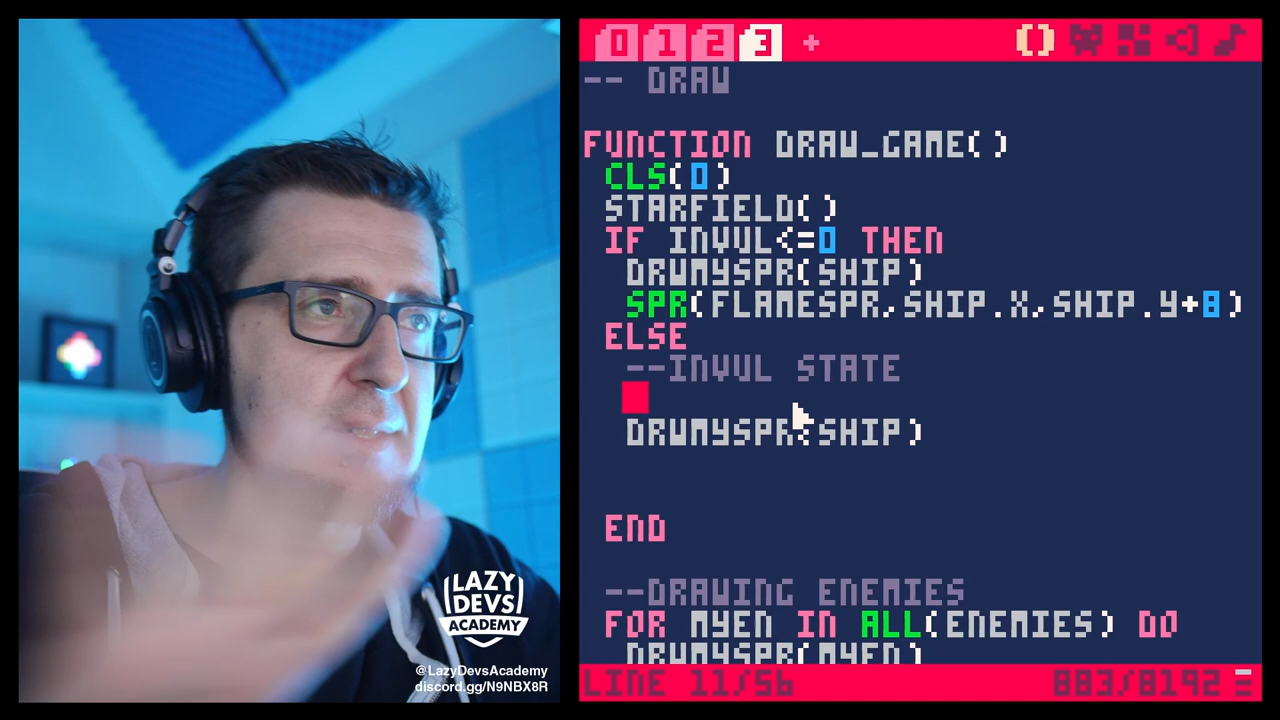 LAZY
DEVS
ACADEMY
@LazyDevsAcademy
discord.gg/N9NBX8R
0 1 2 3 +
-- DRAW
FUNCTION DRAW_GAME()
CLS(0)
STARFIELD()
IF INVUL<=0 THEN
DRWMYSPR(SHIP)
SPR(FLAMESPR,SHIP.X,SHIP.Y+8)
ELSE
--INVUL STATE
DRWMYSPR(SHIP)
END
--DRAWING ENEMIES
FOR MYEN IN ALL(ENEMIES) DO
DRWMYSPR(MYEN)
LINE 11/56
883/8192